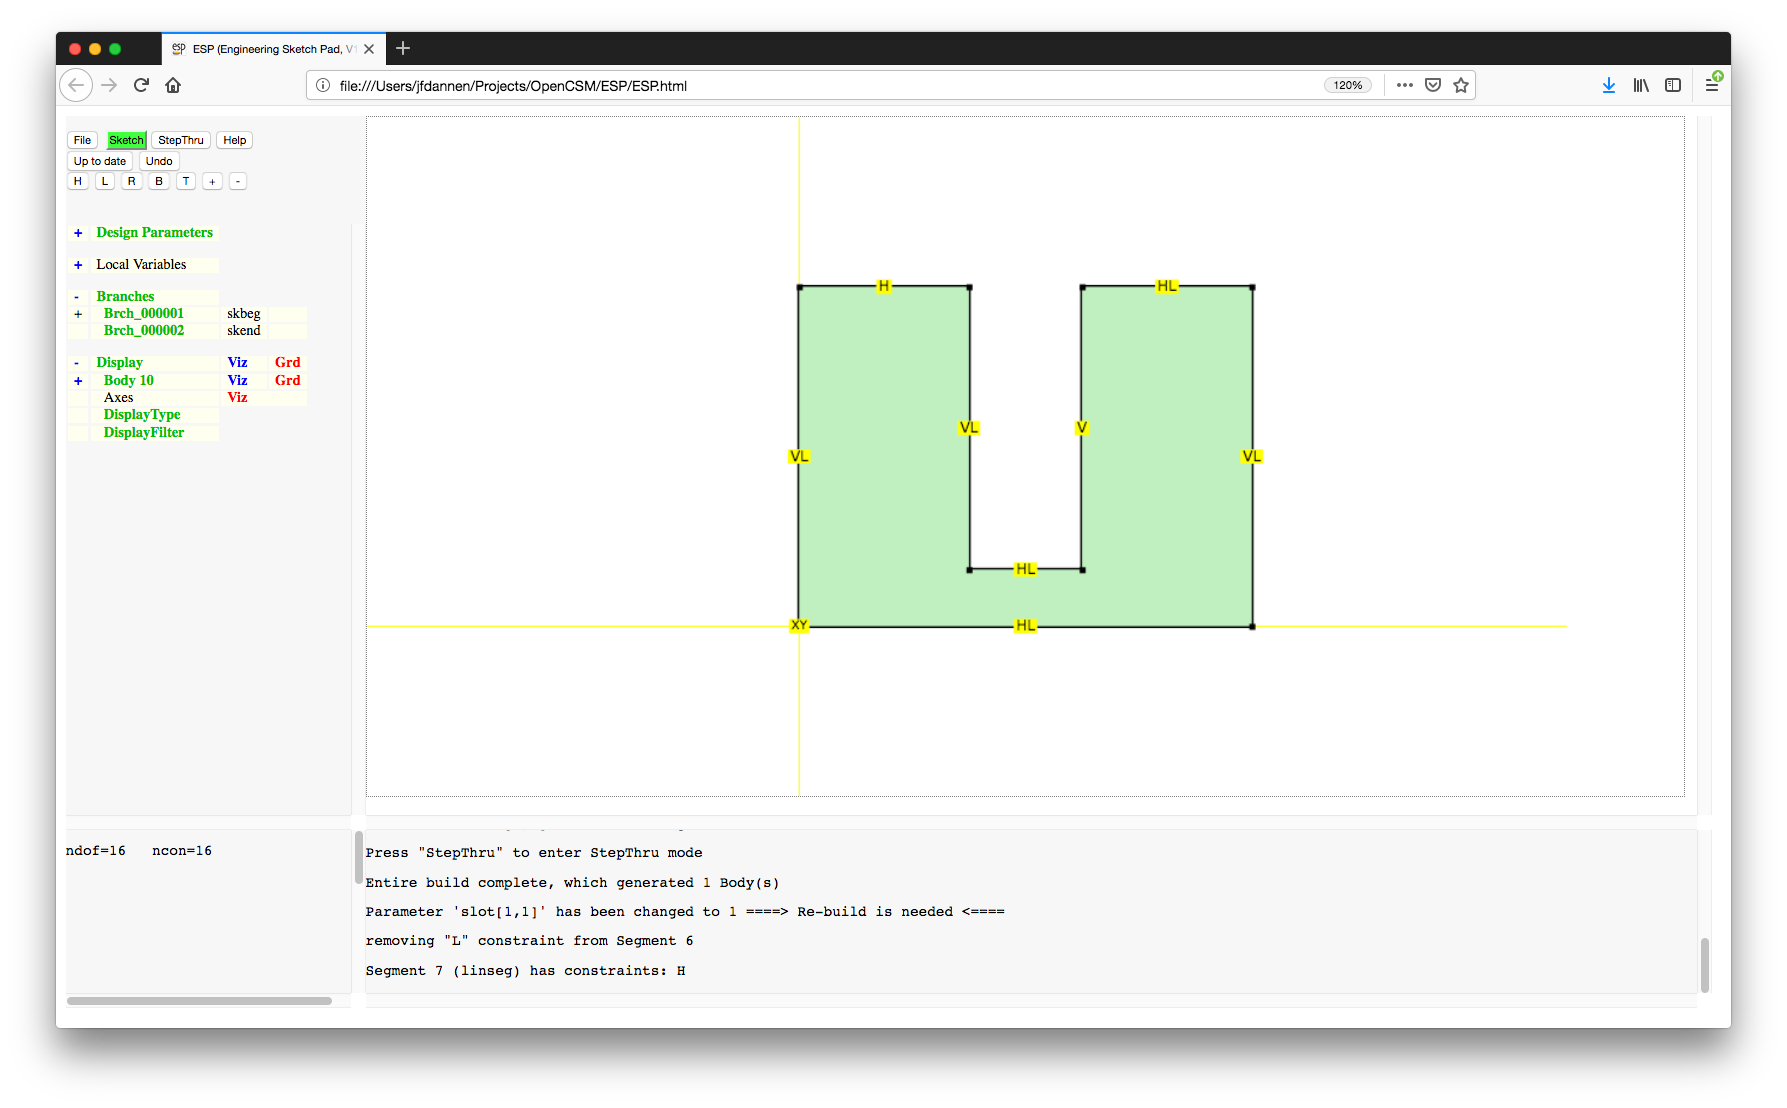 esp ESP (Engineering Sketch Pad, V1
file:///Users/jfdannen/Projects/OpenCSM/ESP/ESP.html 120%
File Sketch StepThru Help
Up to date Undo
H L R B T + -
+ Design Parameters
+ Local Variables
- Branches
+ Brch_000001 skbeg
Brch_000002 skend
- Display Viz Grd
+ Body 10 Viz Grd
Axes Viz
DisplayType
DisplayFilter
H HL
VL V
VL VL
HL
XY HL
ndof=16 ncon=16
Press "StepThru" to enter StepThru mode
Entire build complete, which generated 1 Body(s)
Parameter 'slot[1,1]' has been changed to 1 ====> Re-build is needed <====
removing "L" constraint from Segment 6
Segment 7 (linseg) has constraints: H